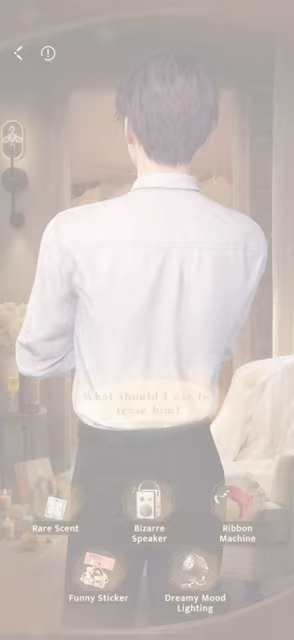 What should I use to
tease him?
Rare Scent
Bizarre
Speaker
Ribbon
Machine
Funny Sticker
Dreamy Mood
Lighting